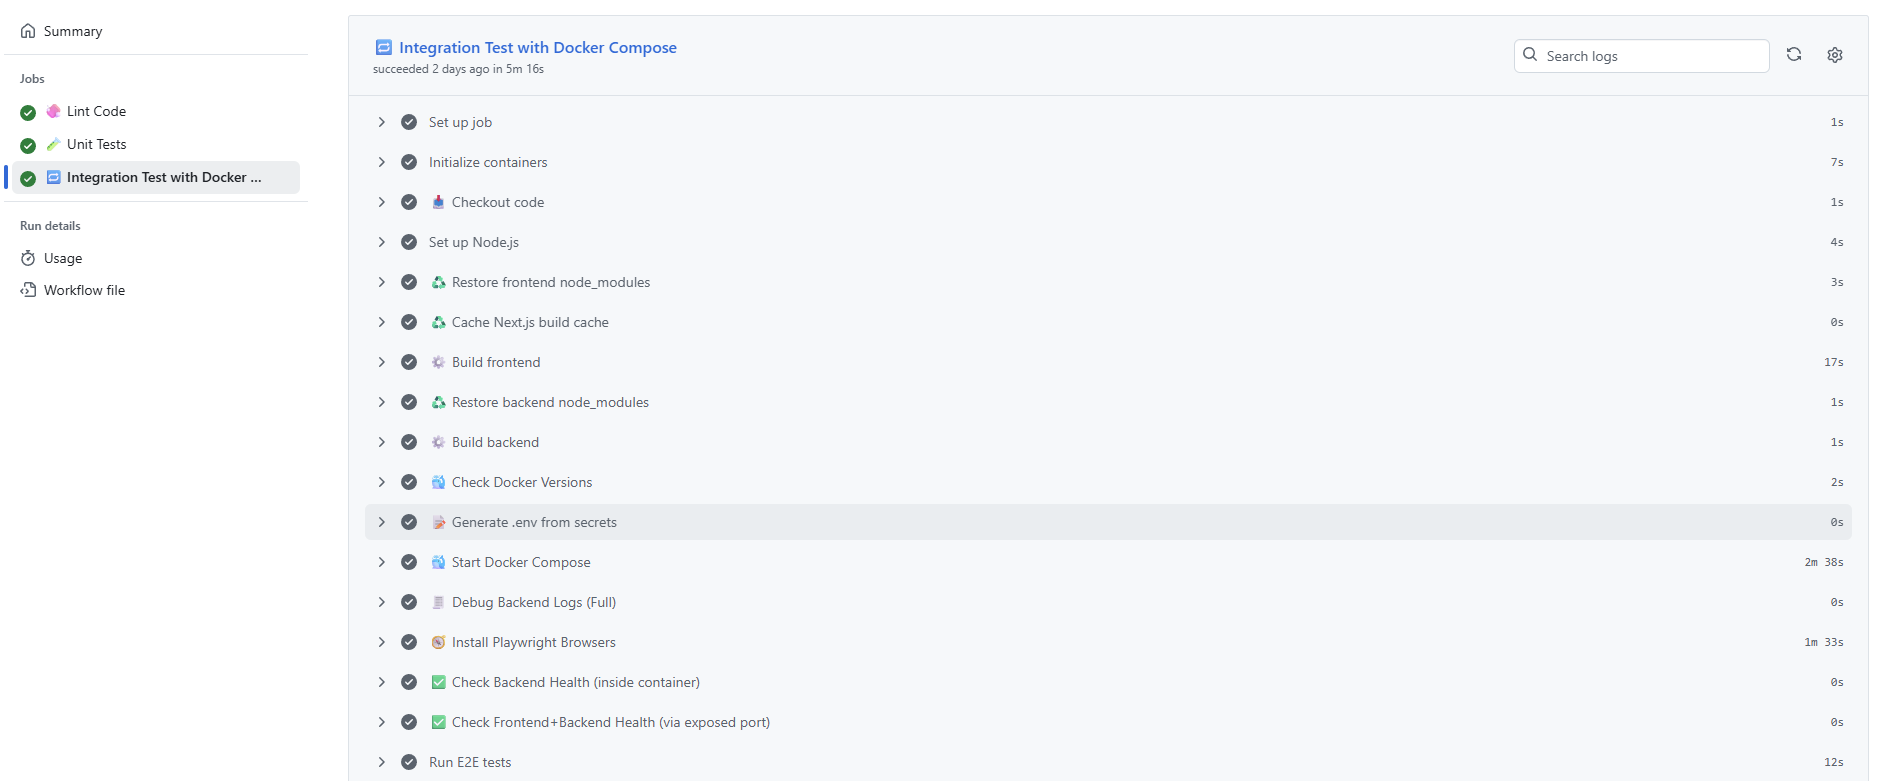 Summary
Jobs
Lint Code
Unit Tests
Integration Test with Docker ...
Run details
Usage
Workflow file
Integration Test with Docker Compose
succeeded 2 days ago in 5m 16s
Search logs
Set up job 1s
Initialize containers 7s
Checkout code 1s
Set up Node.js 4s
Restore frontend node_modules 3s
Cache Next.js build cache 0s
Build frontend 17s
Restore backend node_modules 1s
Build backend 1s
Check Docker Versions 2s
Generate .env from secrets 0s
Start Docker Compose 2m 38s
Debug Backend Logs (Full) 0s
Install Playwright Browsers 1m 33s
Check Backend Health (inside container) 0s
Check Frontend+Backend Health (via exposed port) 0s
Run E2E tests 12s